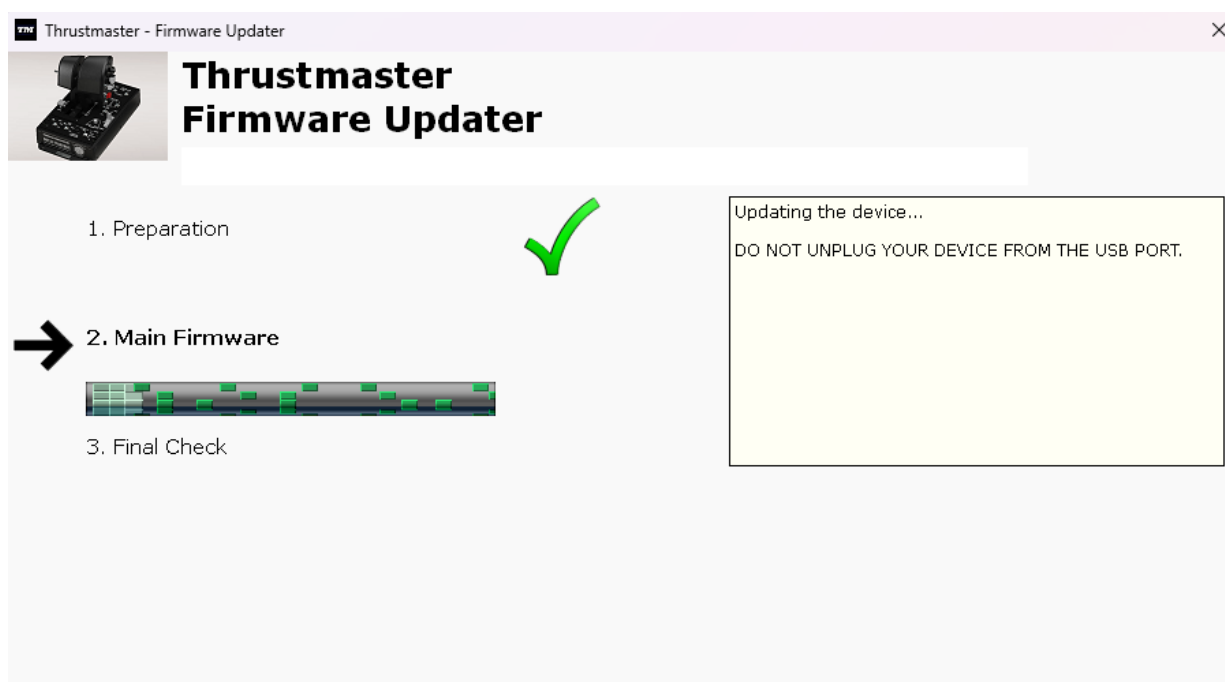 TM Thrustmaster - Firmware Updater
Thrustmaster
Firmware Updater
1. Preparation
Updating the device...
DO NOT UNPLUG YOUR DEVICE FROM THE USB PORT.
2. Main Firmware
3. Final Check